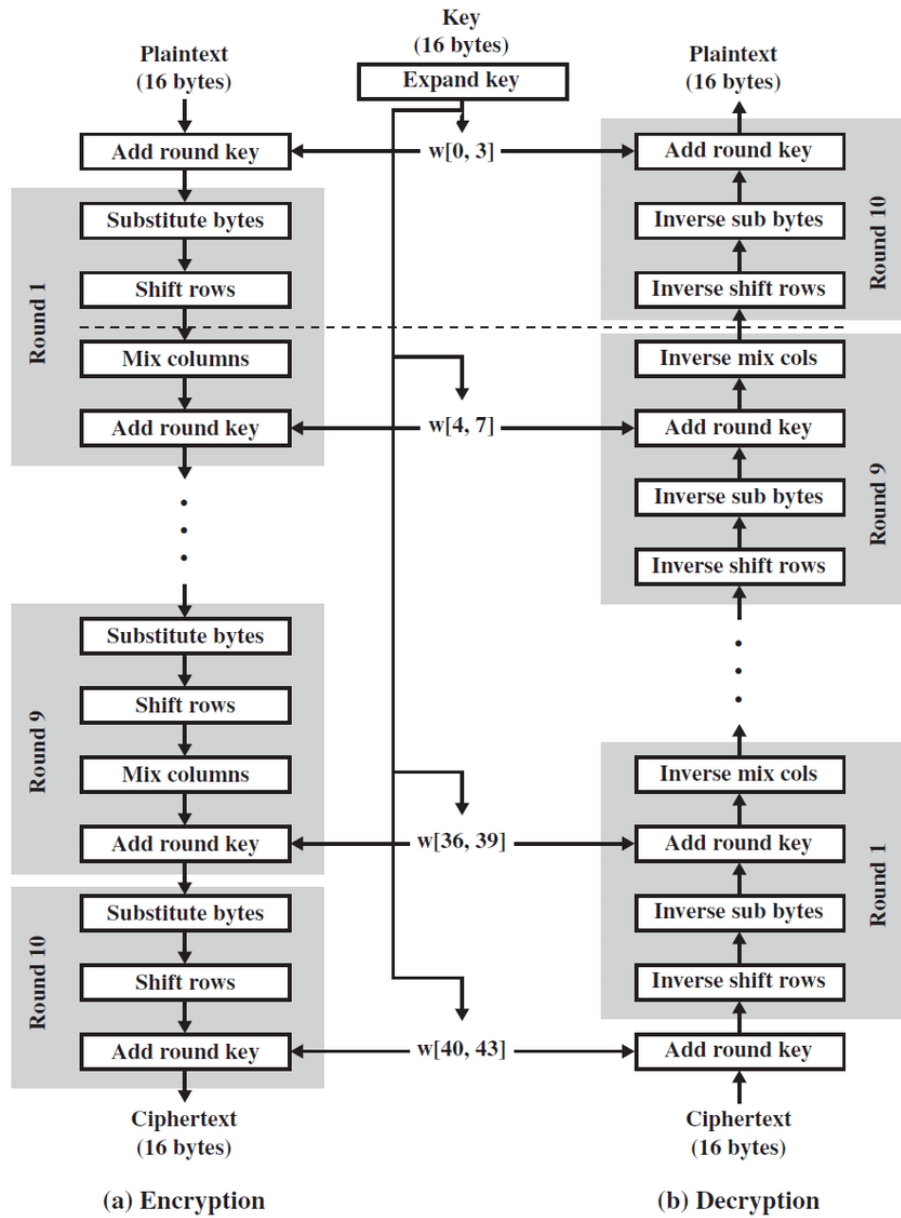 Key
(16 bytes)
Expand key
Plaintext
(16 bytes)
Add round key
Round 1
Substitute bytes
Shift rows
Mix columns
Add round key
Round 9
Substitute bytes
Shift rows
Mix columns
Add round key
Round 10
Substitute bytes
Shift rows
Add round key
Ciphertext
(16 bytes)
(a) Encryption
w[0, 3]
w[4, 7]
w[36, 39]
w[40, 43]
Plaintext
(16 bytes)
Add round key
Inverse sub bytes
Inverse shift rows
Round 10
Inverse mix cols
Add round key
Inverse sub bytes
Inverse shift rows
Round 9
Inverse mix cols
Add round key
Inverse sub bytes
Inverse shift rows
Round 1
Add round key
Ciphertext
(16 bytes)
(b) Decryption